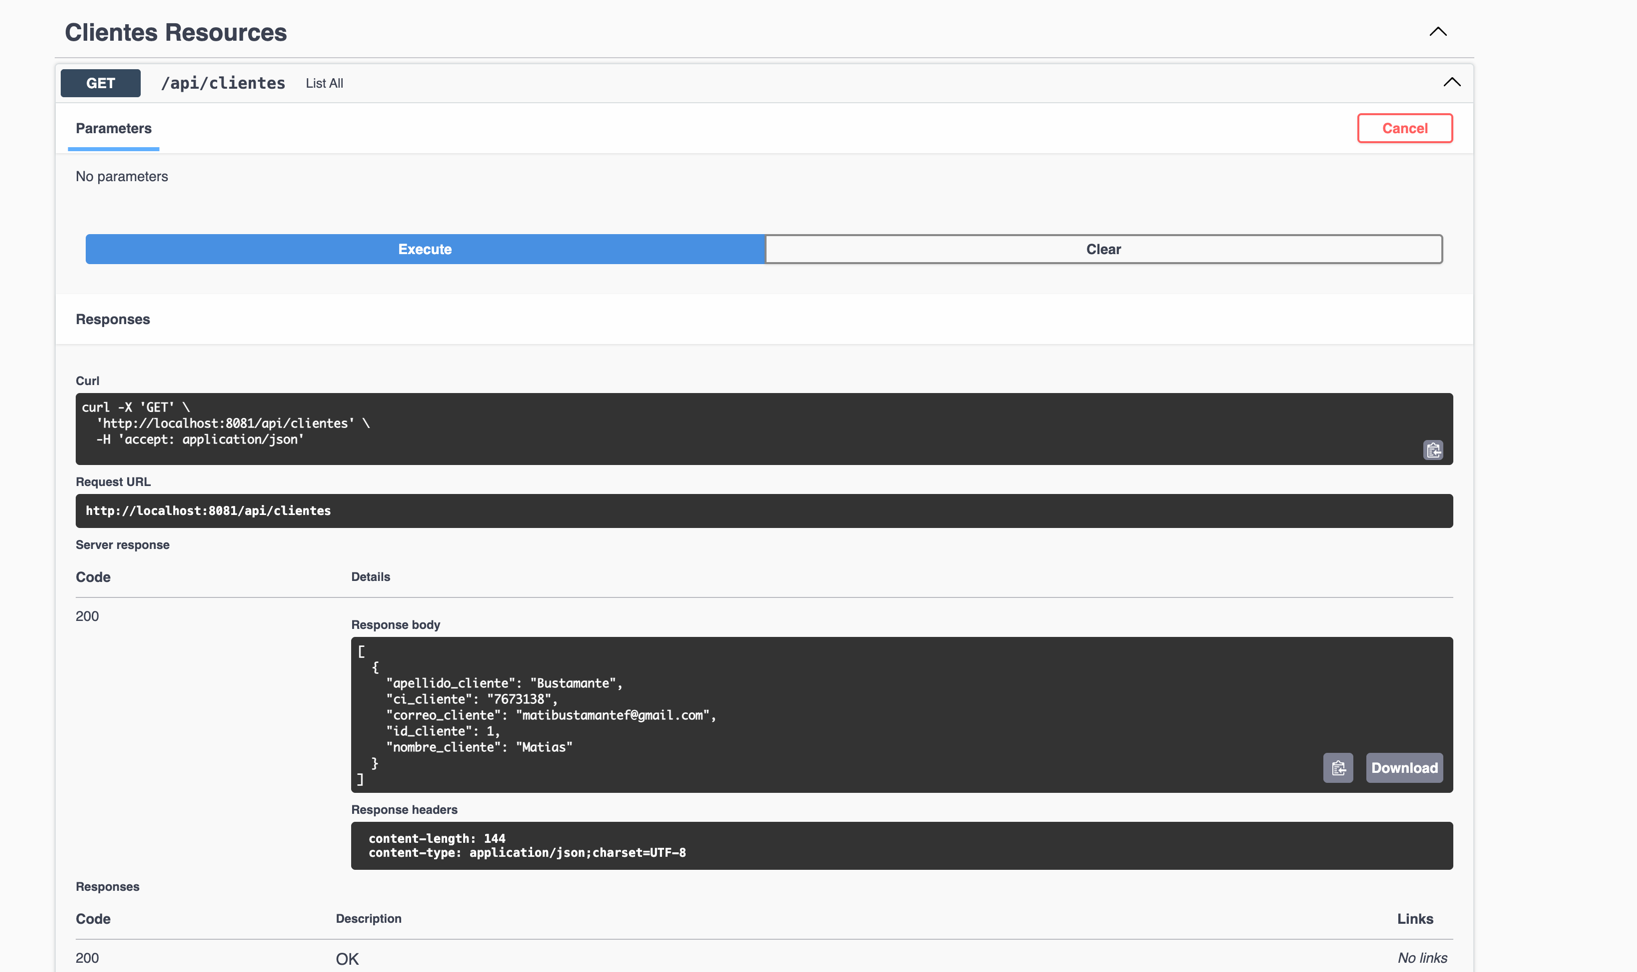 Clientes Resources
GET /api/clientes List All
Parameters
Cancel
No parameters
Execute
Clear
Responses
Curl
curl -X 'GET' \
'http://localhost:8081/api/clientes' \
-H 'accept: application/json'
Request URL
http://localhost:8081/api/clientes
Server response
Code Details
200
Response body
[
{
"apellido_cliente": "Bustamante",
"ci_cliente": "7673138",
"correo_cliente": "matibustamantef@gmail.com",
"id_cliente": 1,
"nombre_cliente": "Matias"
}
]
Download
Response headers
content-length: 144
content-type: application/json;charset=UTF-8
Responses
Code Description Links
200 OK No links